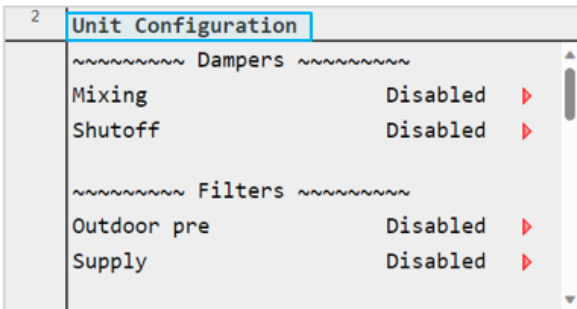 2
Unit Configuration
~~~~~~~~~ Dampers ~~~~~~~~~
Mixing Disabled
Shutoff Disabled
~~~~~~~~~ Filters ~~~~~~~~~
Outdoor pre Disabled
Supply Disabled